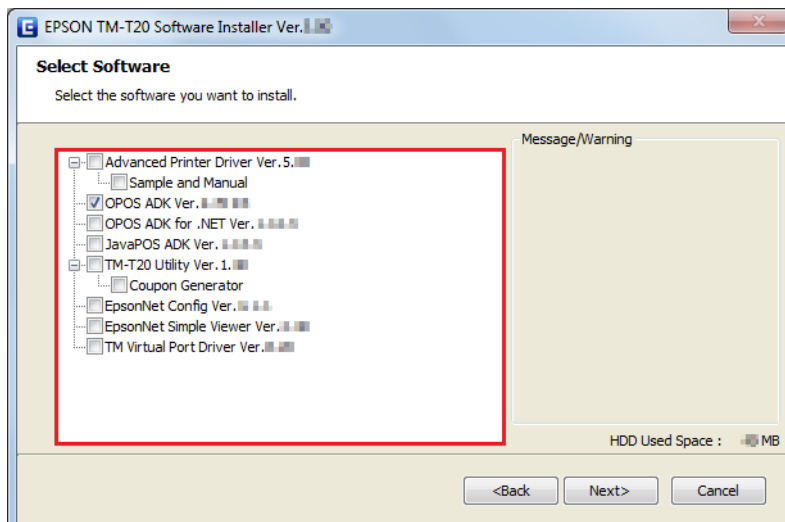 EPSON TM-T20 Software Installer Ver.
Select Software
Select the software you want to install.
Advanced Printer Driver Ver.5.
Sample and Manual
OPOS ADK Ver.
OPOS ADK for .NET Ver.
JavaPOS ADK Ver.
TM-T20 Utility Ver.1.
Coupon Generator
EpsonNet Config Ver.
EpsonNet Simple Viewer Ver.
TM Virtual Port Driver Ver.
Message/Warning
HDD Used Space : MB
<Back Next> Cancel